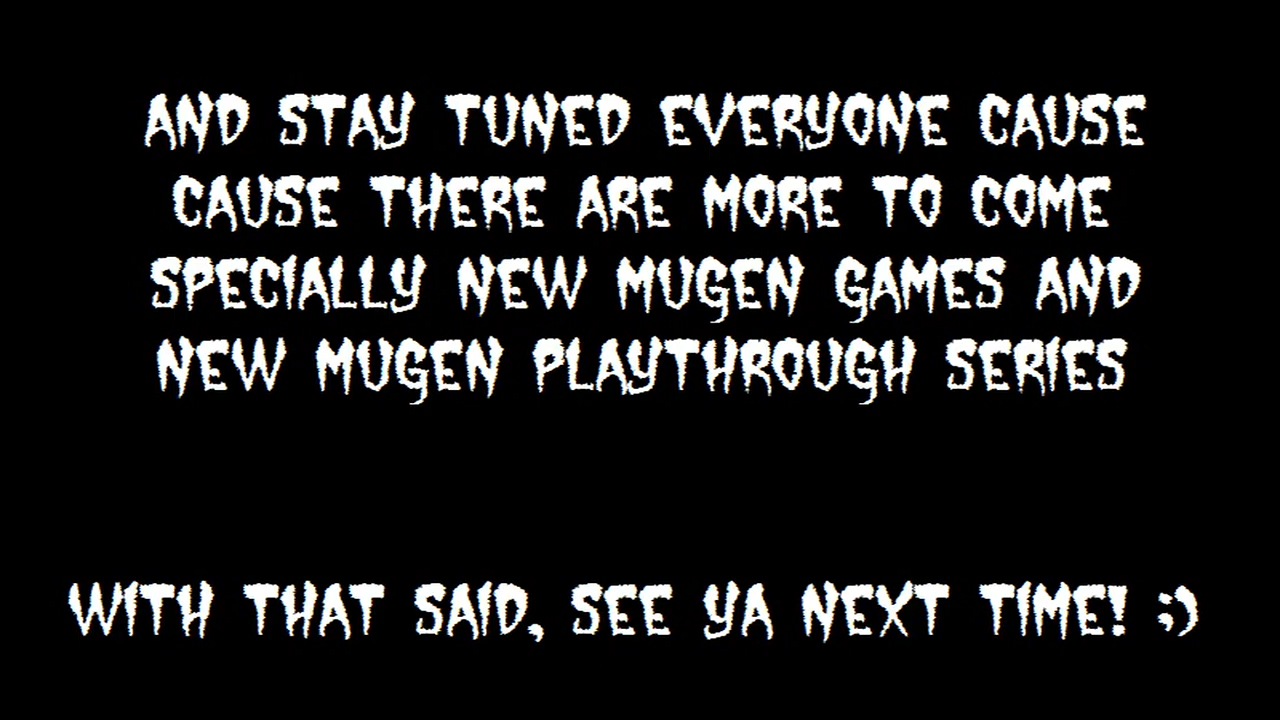 AND STAY TUNED EVERYONE CAUSE
CAUSE THERE ARE MORE TO COME
SPECIALLY NEW MUGEN GAMES AND
NEW MUGEN PLAYTHROUGH SERIES
WITH THAT SAID, SEE YA NEXT TIME! ;)